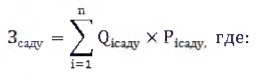 З_саду = ∑_{i=1}^{n} Q_iсаду × P_iсаду, где: